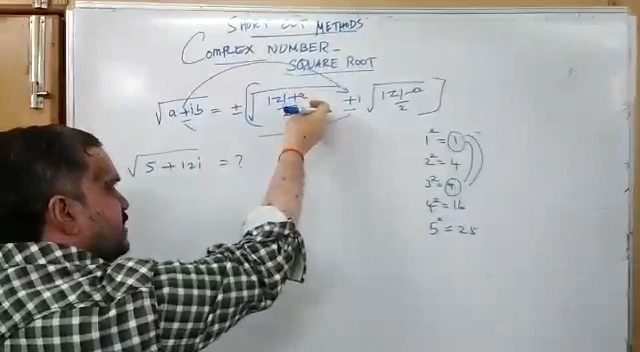 SHORT CUT METHODS
COMPLEX NUMBER-
SQUARE ROOT
√a+ib = ± [√|z|+a ±i √|z|-a/2]
√5+12i = ?
1² = 1
2² = 4
3² = 9
4² = 16
5² = 25